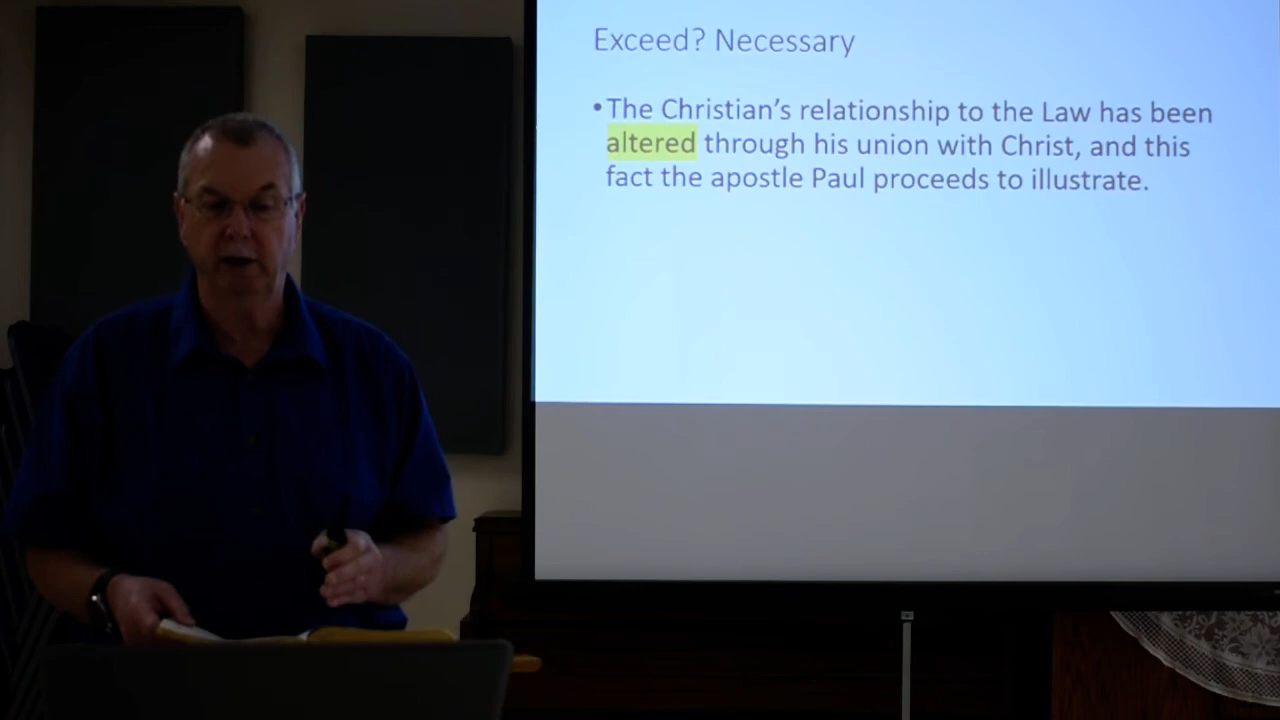 Exceed? Necessary
•The Christian's relationship to the Law has been
altered through his union with Christ, and this
fact the apostle Paul proceeds to illustrate.